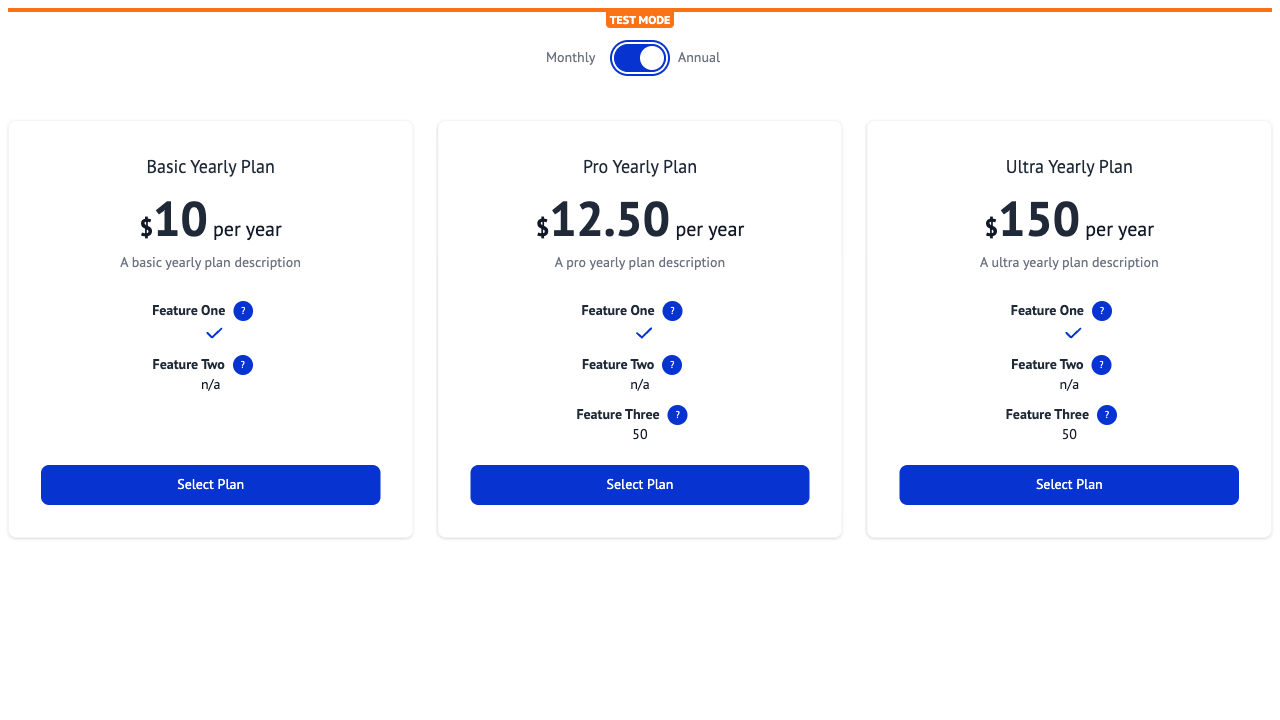 TEST MODE
Monthly Annual
Basic Yearly Plan
$10 per year
A basic yearly plan description
Feature One ?
Feature Two ?
n/a
Select Plan
Pro Yearly Plan
$12.50 per year
A pro yearly plan description
Feature One ?
Feature Two ?
n/a
Feature Three ?
50
Select Plan
Ultra Yearly Plan
$150 per year
A ultra yearly plan description
Feature One ?
Feature Two ?
n/a
Feature Three ?
50
Select Plan